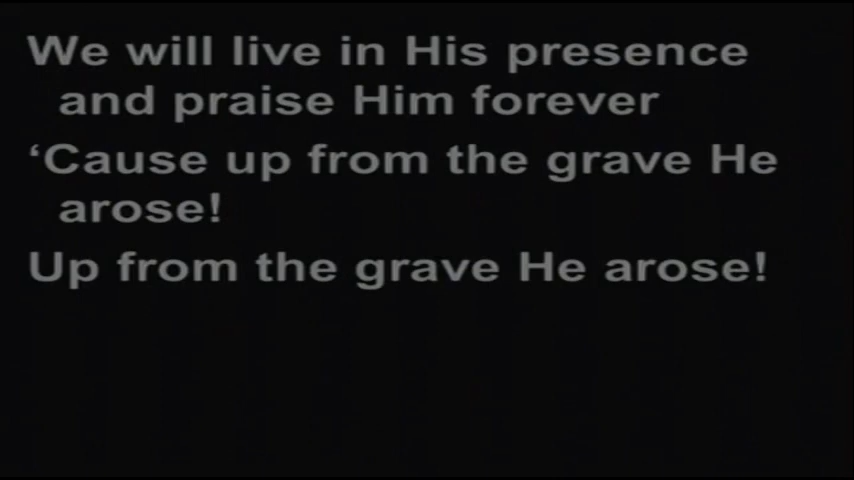 We will live in His presence
and praise Him forever
‘Cause up from the grave He
arose!
Up from the grave He arose!